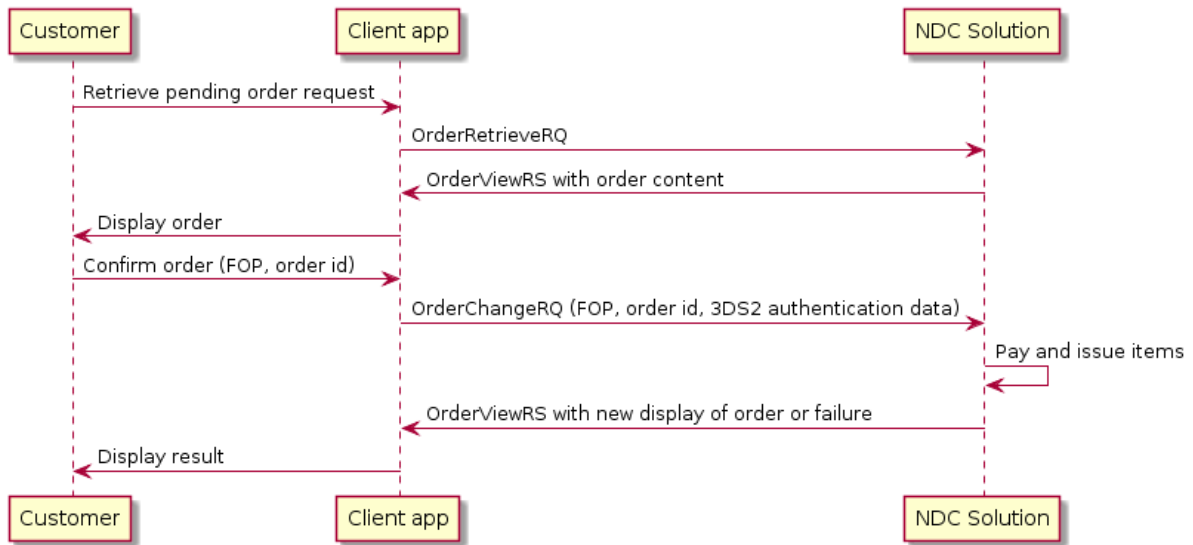 Customer
Client app
NDC Solution
Retrieve pending order request
OrderRetrieveRQ
OrderViewRS with order content
Display order
Confirm order (FOP, order id)
OrderChangeRQ (FOP, order id, 3DS2 authentication data)
Pay and issue items
OrderViewRS with new display of order or failure
Display result
Customer
Client app
NDC Solution